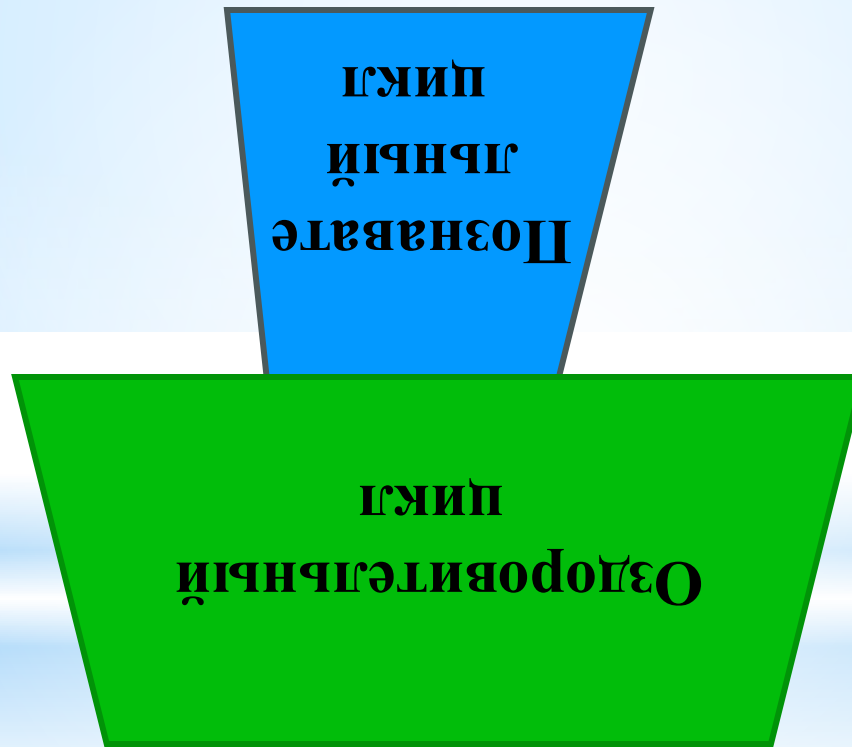 Оздоровительный
цикл
Познавате
льный
цикл